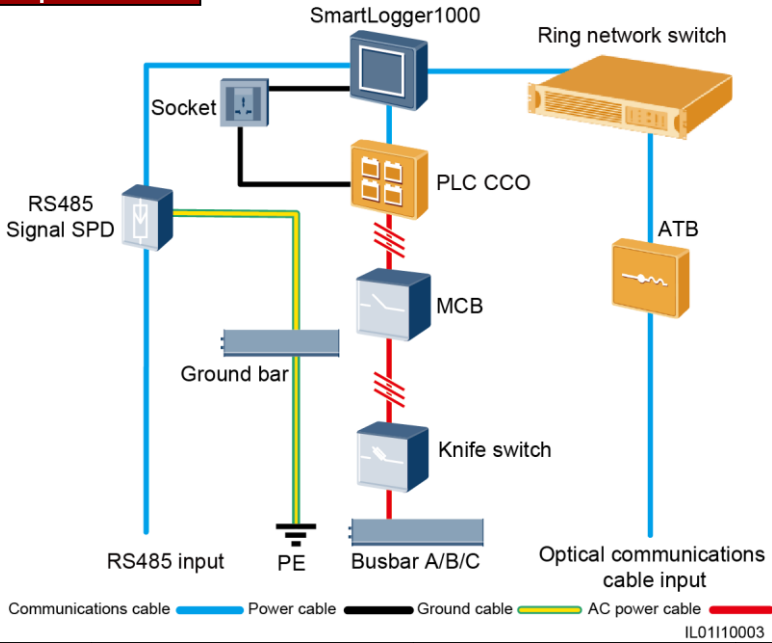 SmartLogger1000
Ring network switch
Socket
PLC CCO
RS485
Signal SPD
ATB
MCB
Ground bar
Knife switch
RS485 input
PE
Busbar A/B/C
Optical communications
cable input
Communications cable Power cable Ground cable AC power cable
IL01I10003